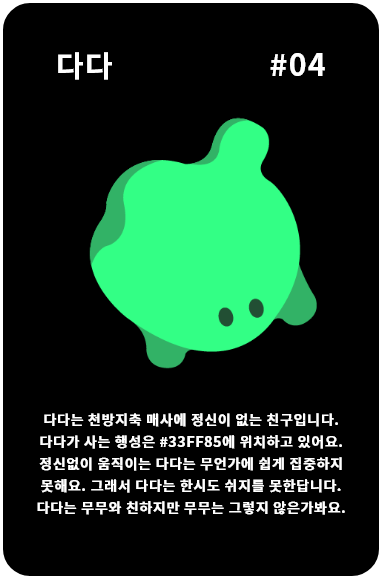 다다 #04
다다는 천방지축 매사에 정신이 없는 친구입니다.
다다가 사는 행성은 #33FF85에 위치하고 있어요.
정신없이 움직이는 다다는 무언가에 쉽게 집중하지
못해요. 그래서 다다는 한시도 쉬지를 못한답니다.
다다는 무무와 친하지만 무무는 그렇지 않은가봐요.